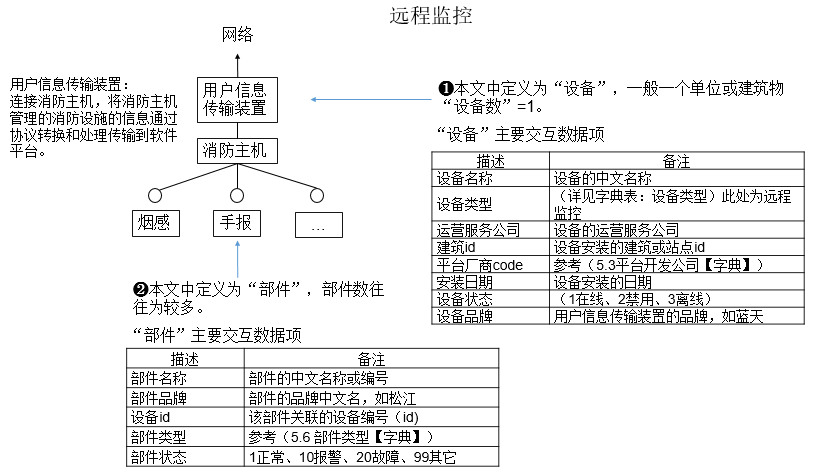 远程监控
网络
用户信息传输装置：
连接消防主机，将消防主机
管理的消防设施的信息通过
协议转换和处理传输到软件
平台。
用户信息
传输装置
消防主机
烟感
手报
...
❶本文中定义为“设备”，一般一个单位或建筑物
“设备数”=1。
“设备”主要交互数据项
描述 备注
设备名称 设备的中文名称
设备类型 （详见字典表：设备类型）此处为远程
监控
运营服务公司 设备的运营服务公司
建筑id 设备安装的建筑或站点id
平台厂商code 参考（5.3平台开发公司【字典】）
安装日期 设备安装的日期
设备状态 （1在线、2禁用、3离线）
设备品牌 用户信息传输装置的品牌，如蓝天
❷本文中定义为“部件”，部件数往
往为较多。
“部件”主要交互数据项
描述 备注
部件名称 部件的中文名称或编号
部件品牌 部件的品牌中文名，如松江
设备id 该部件关联的设备编号（id)
部件类型 参考（5.6 部件类型【字典】）
部件状态 1正常、10报警、20故障、99其它